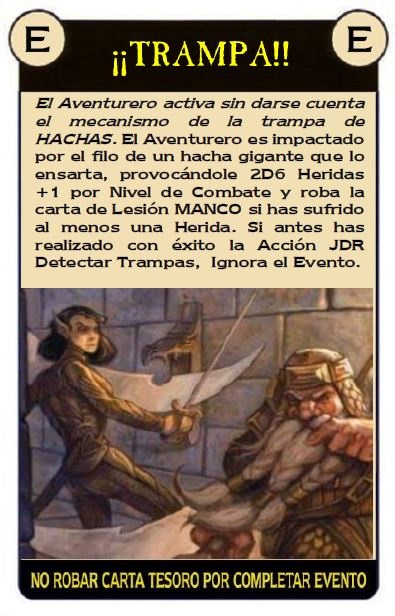 E
E
¡¡TRAMPA!!
El Aventurero activa sin darse cuenta
el mecanismo de la trampa de
HACHAS. El Aventurero es impactado
por el filo de un hacha gigante que lo
ensarta, provocándole 2D6 Heridas
+1 por Nivel de Combate y roba la
carta de Lesión MANCO si has sufrido
al menos una Herida. Si antes has
realizado con éxito la Acción JDR
Detectar Trampas, Ignora el Evento.
NO ROBAR CARTA TESORO POR COMPLETAR EVENTO